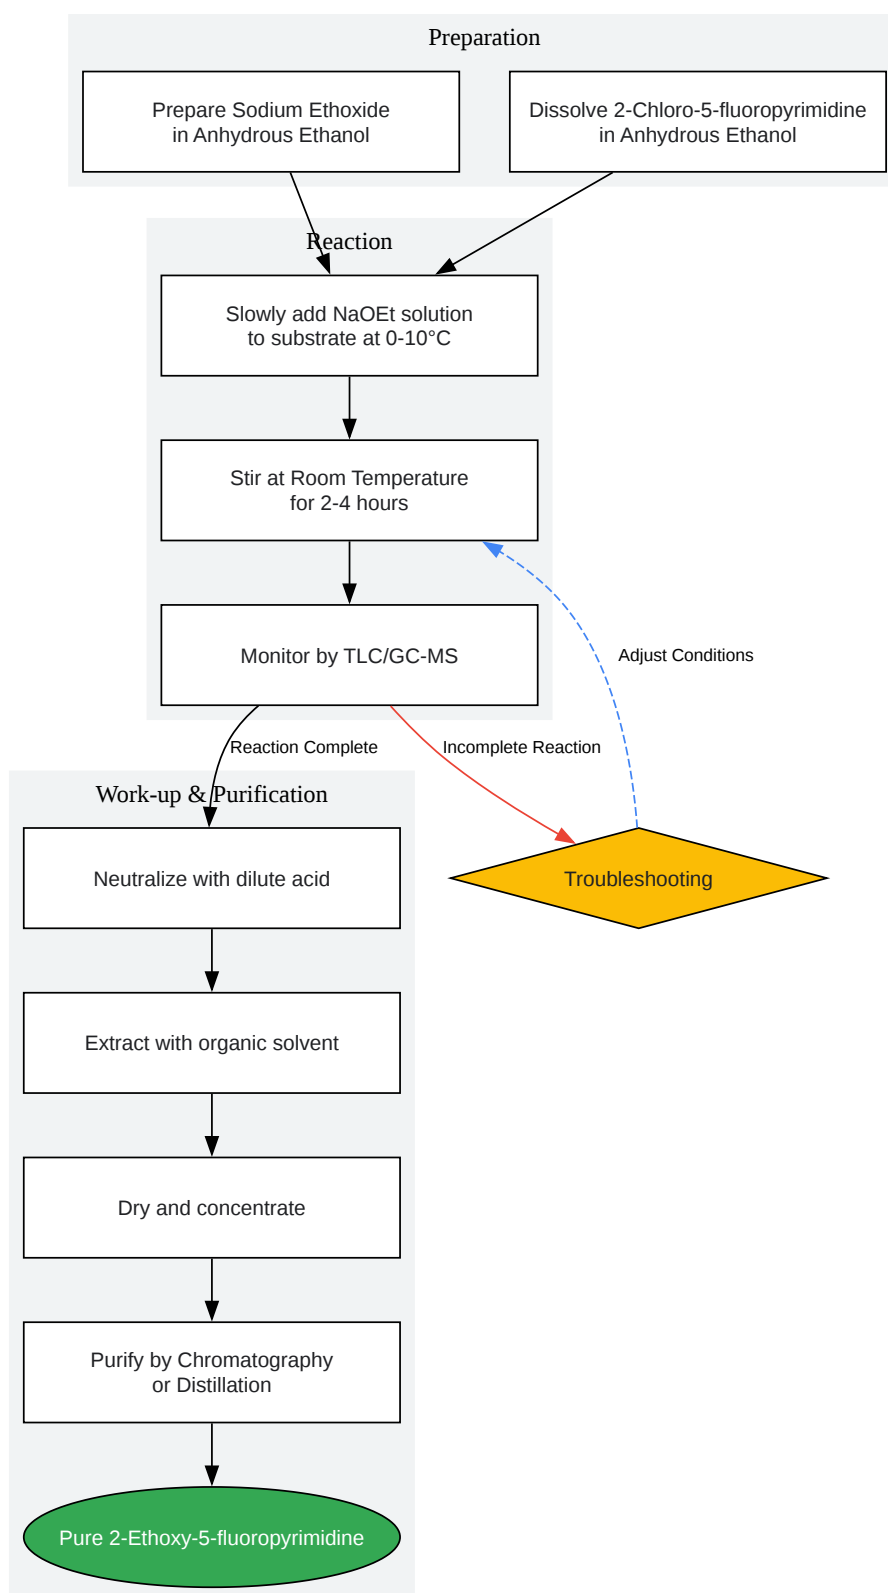 Preparation
Prepare Sodium Ethoxide
in Anhydrous Ethanol
Dissolve 2-Chloro-5-fluoropyrimidine
in Anhydrous Ethanol
Reaction
Slowly add NaOEt solution
to substrate at 0-10°C
Stir at Room Temperature
for 2-4 hours
Monitor by TLC/GC-MS
Adjust Conditions
Reaction Complete
Incomplete Reaction
Work-up & Purification
Neutralize with dilute acid
Troubleshooting
Extract with organic solvent
Dry and concentrate
Purify by Chromatography
or Distillation
Pure 2-Ethoxy-5-fluoropyrimidine